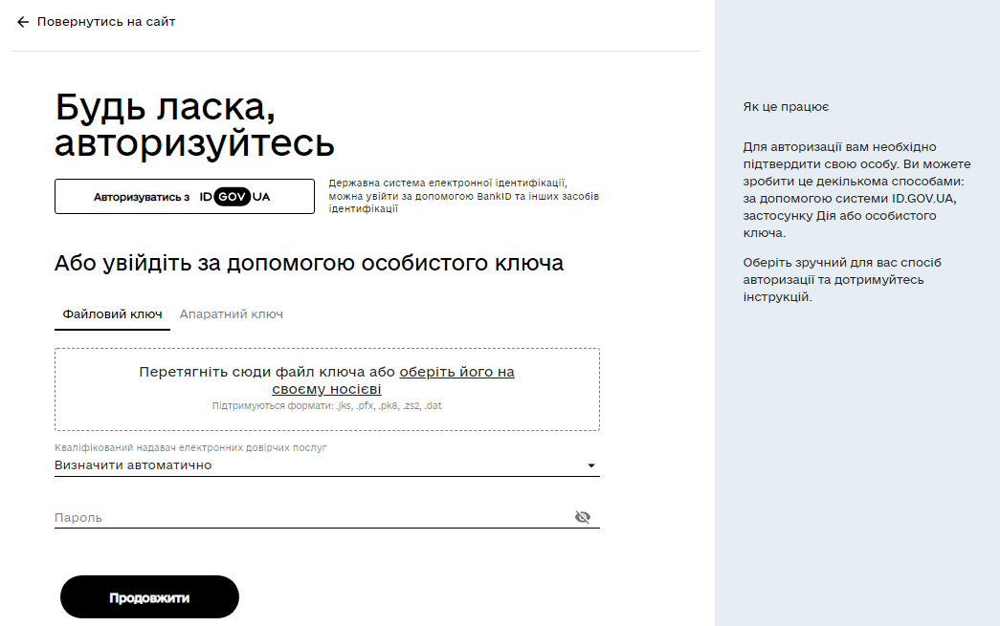 Повернутись на сайт
Будь ласка,
авторизуйтесь
Авторизуватись з ID GOV UA
Державна система електронної ідентифікації,
можна увійти за допомогою BankID та інших засобів
ідентифікації
Або увійдіть за допомогою особистого ключа
Файловий ключ Апаратний ключ
Перетягніть сюди файл ключа або оберіть його на
своєму носієві
Підтримуються формати: .jks, .pfx, .pk8, .zs2, .dat
Кваліфікований надавач електронних довірчих послуг
Визначити автоматично
Пароль
Продовжити
Як це працює
Для авторизації вам необхідно
підтвердити свою особу. Ви можете
зробити це декількома способами:
за допомогою системи ID.GOV.UA,
застосунку Дія або особистого
ключа.
Оберіть зручний для вас спосіб
авторизації та дотримуйтесь
інструкцій.